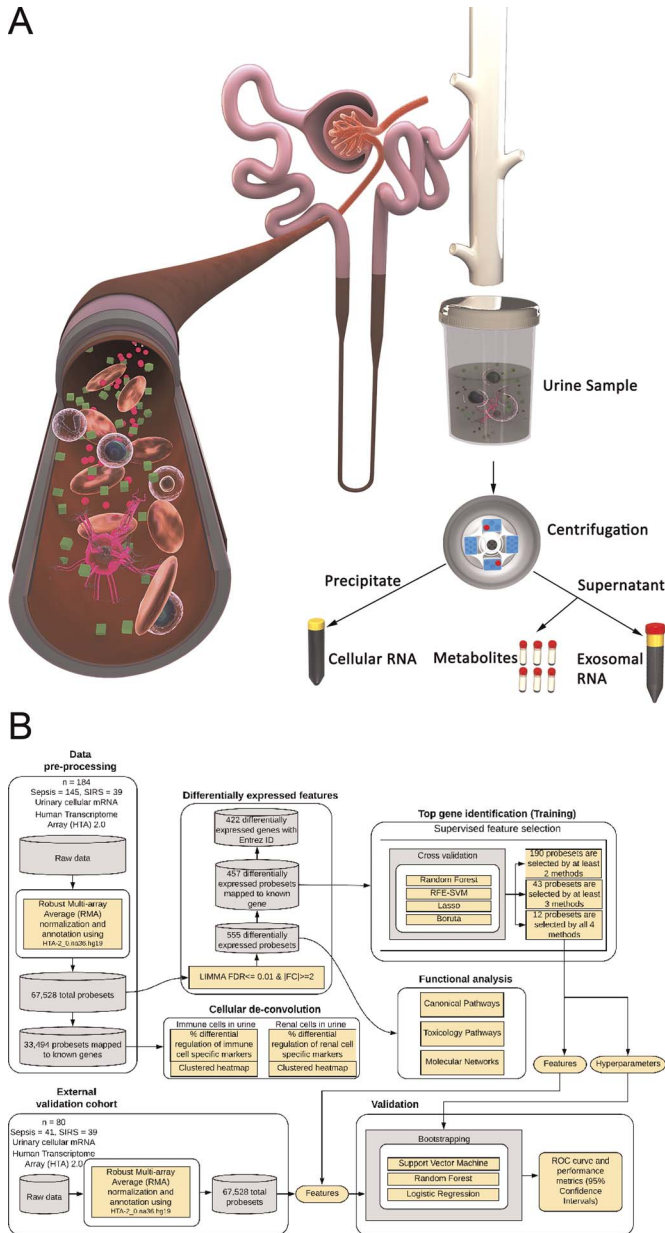 A
Urine Sample
Centrifugation
Precipitate
Supernatant
Cellular RNA
Metabolites
Exosomal
RNA
B
Data
pre-processing
n = 184
Sepsis = 145, SIRS = 39
Urinary cellular mRNA
Human Transcriptome
Array (HTA) 2.0
Raw data
Robust Multi-array
Average (RMA)
normalization and
annotation using
HTA-2_0.na36.hg19
67,528 total probesets
33,494 probesets mapped
to known genes
Differentially expressed features
422 differentially
expressed genes with
Entrez ID
457 differentially
expressed probesets
mapped to known
gene
555 differentially
expressed probesets
LIMMA FDR<= 0.01 & |FC|>=2
Cellular de-convolution
Immune cells in urine
% differential
regulation of immune
cell specific markers
Clustered heatmap
Renal cells in urine
% differential
regulation of renal cell
specific markers
Clustered heatmap
Top gene identification (Training)
Supervised feature selection
Cross validation
Random Forest
RFE-SVM
Lasso
Boruta
190 probesets are
selected by at least
2 methods
43 probesets are
selected by at least
3 methods
12 probesets are
selected by all 4
methods
Functional analysis
Canonical Pathways
Toxicology Pathways
Molecular Networks
Features
Hyperparameters
External
validation cohort
n = 80
Sepsis = 41, SIRS = 39
Urinary cellular mRNA
Human Transcriptome
Array (HTA) 2.0
Raw data
Robust Multi-array
Average (RMA)
normalization and
annotation using
HTA-2_0.na36.hg19
67,528 total
probesets
Features
Validation
Bootstrapping
Support Vector Machine
Random Forest
Logistic Regression
ROC curve and
performance
metrics (95%
Confidence
Intervals)